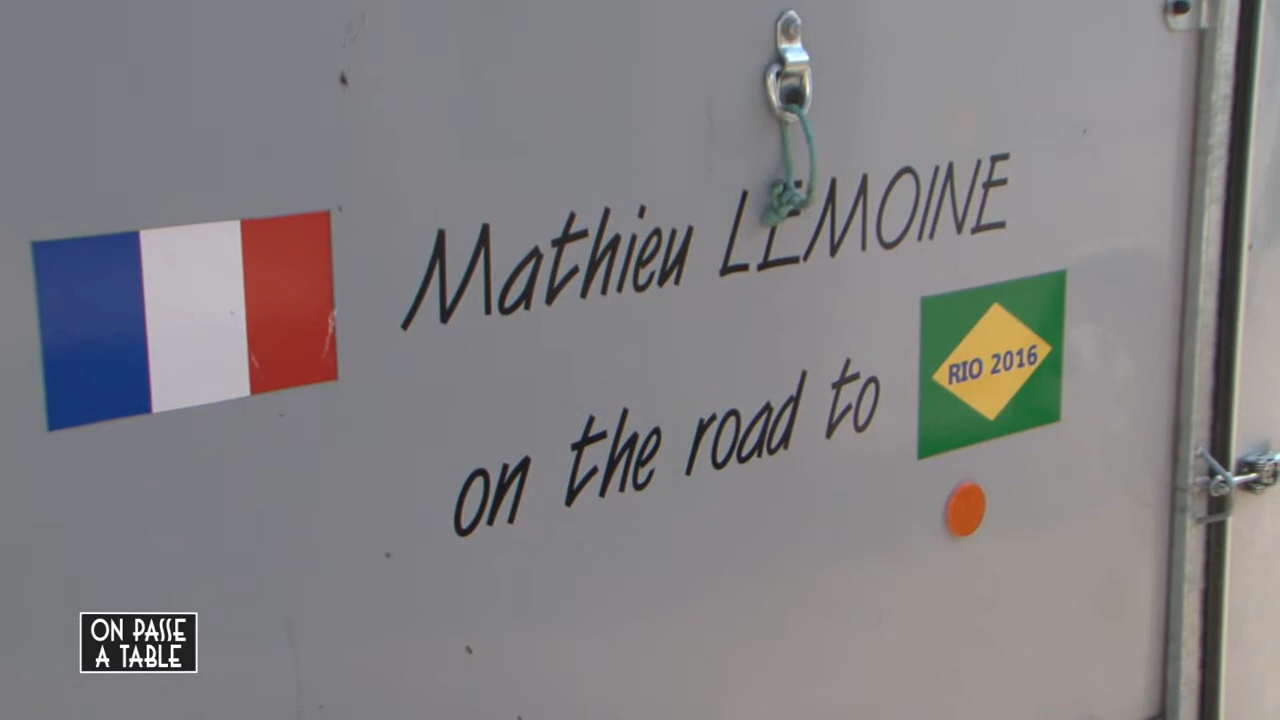 Mathieu LEMOINE
on the road to
RIO 2016
ON PASSE
A TABLE